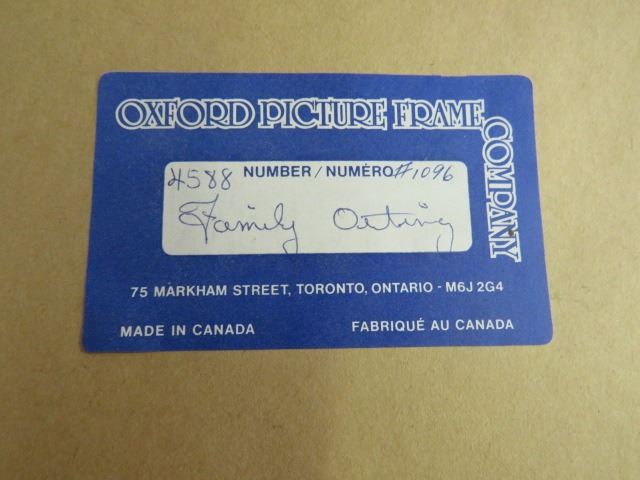 OXFORD PICTURE FRAME COMPANY
4588 NUMBER / NUMÉRO #1096
Family Outing
75 MARKHAM STREET, TORONTO, ONTARIO - M6J 2G4
MADE IN CANADA FABRIQUÉ AU CANADA